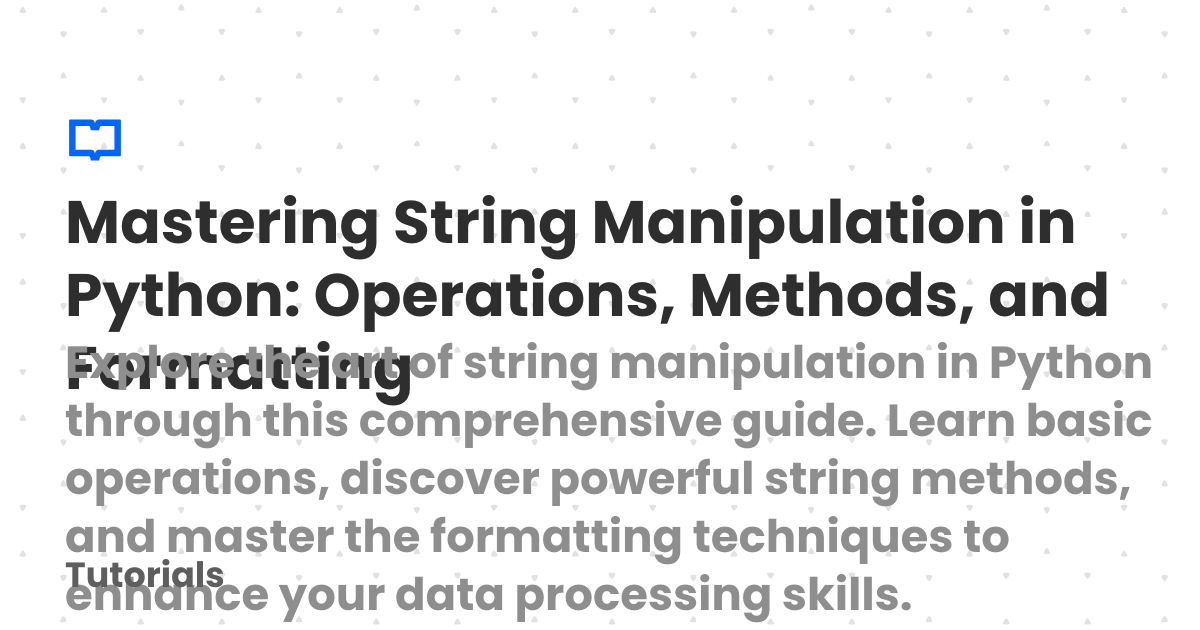 Mastering String Manipulation in
Python: Operations, Methods, and
Formatting
Explore the art of string manipulation in Python
through this comprehensive guide. Learn basic
operations, discover powerful string methods,
and master the formatting techniques to
Tutorials
enhance your data processing skills.